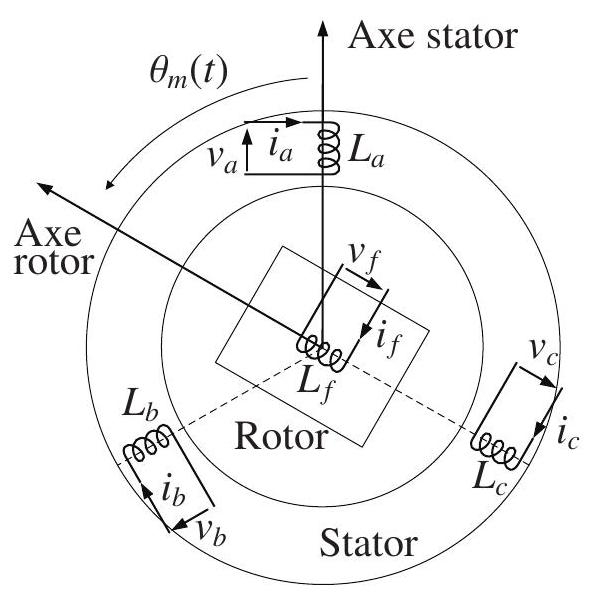 Axe stator
θm(t)
va
ia
La
Axe
rotor
vf
if
Lf
vc
ic
Lc
Lb
Rotor
ib
vb
Stator